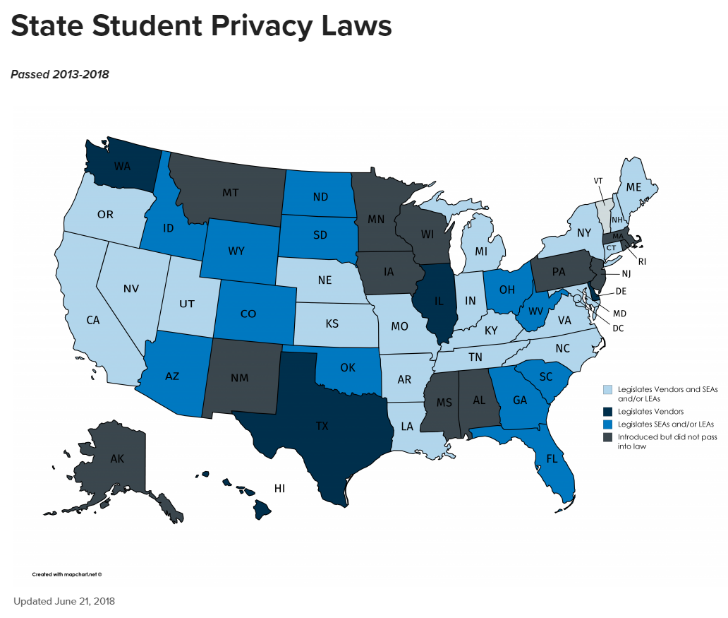 State Student Privacy Laws
Passed 2013-2018
WA
MT
ND
MN
VT
ME
OR
ID
SD
WI
NH
NY
MA
CT
RI
WY
MI
IA
PA
NJ
NV
NE
IL
IN
OH
DE
UT
CO
WV
MD
CA
KS
MO
KY
VA
DC
AZ
NM
OK
TN
NC
AR
SC
MS
AL
GA
TX
LA
AK
FL
HI
Legislates Vendors and SEAs
and/or LEAs
Legislates Vendors
Legislates SEAs and/or LEAs
Introduced but did not pass
into law
Created with mapchart.net ©
Updated June 21, 2018